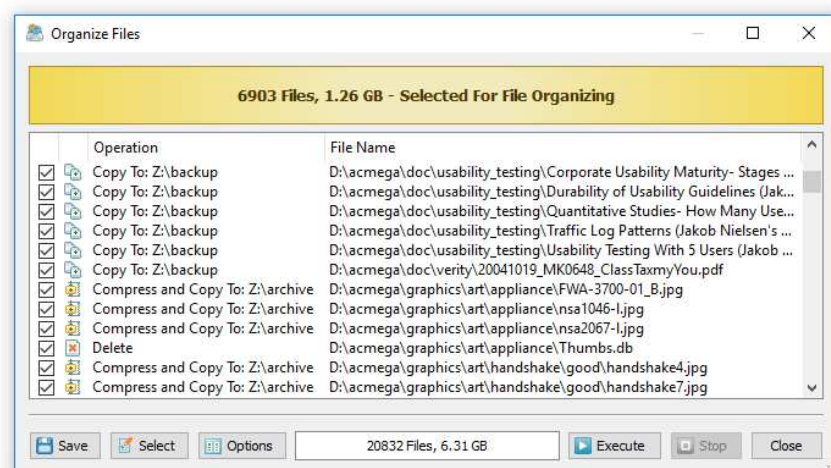 Organize Files
6903 Files, 1.26 GB - Selected For File Organizing
Operation File Name
Copy To: Z:\backup D:\acmega\doc\usability_testing\Corporate Usability Maturity- Stages ...
Copy To: Z:\backup D:\acmega\doc\usability_testing\Durability of Usability Guidelines (Jak...
Copy To: Z:\backup D:\acmega\doc\usability_testing\Quantitative Studies- How Many Use...
Copy To: Z:\backup D:\acmega\doc\usability_testing\Traffic Log Patterns (Jakob Nielsen's ...
Copy To: Z:\backup D:\acmega\doc\usability_testing\Usability Testing With 5 Users (Jakob ...
Copy To: Z:\backup D:\acmega\doc\verity\20041019_MK0648_ClassTaxmyYou.pdf
Compress and Copy To: Z:\archive D:\acmega\graphics\art\appliance\FWA-3700-01_B.jpg
Compress and Copy To: Z:\archive D:\acmega\graphics\art\appliance\nsa1046-l.jpg
Compress and Copy To: Z:\archive D:\acmega\graphics\art\appliance\nsa2067-l.jpg
Delete D:\acmega\graphics\art\appliance\Thumbs.db
Compress and Copy To: Z:\archive D:\acmega\graphics\art\handshake\good\handshake4.jpg
Compress and Copy To: Z:\archive D:\acmega\graphics\art\handshake\good\handshake7.jpg
Save Select Options 20832 Files, 6.31 GB Execute Stop Close